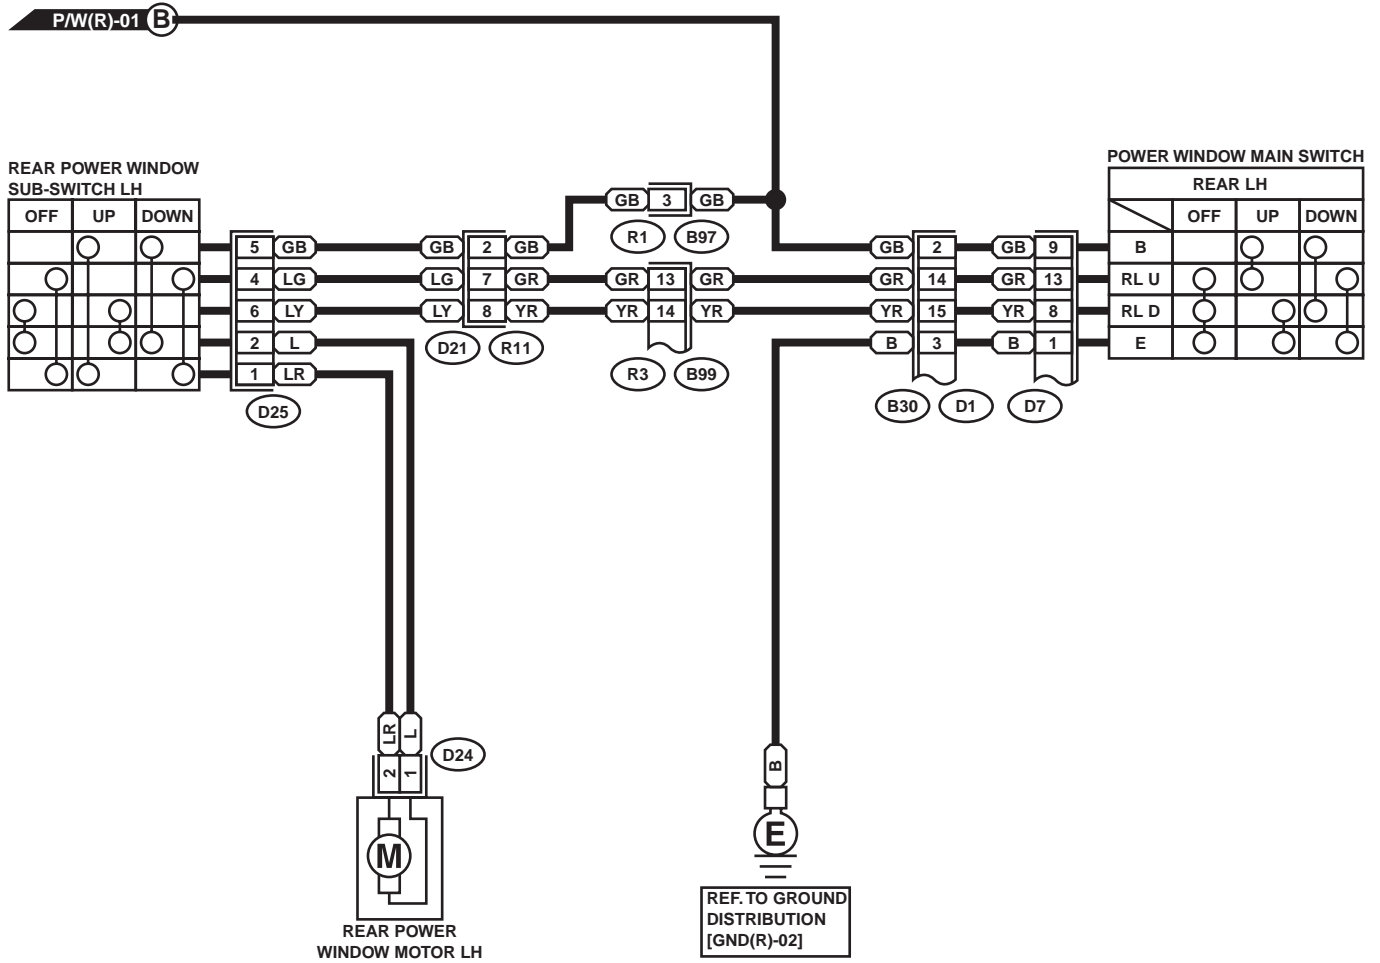 P/W(R)-01 B
POWER WINDOW MAIN SWITCH
REAR POWER WINDOW
SUB-SWITCH LH
REAR LH
OFF UP DOWN
GB 3 GB
OFF UP DOWN
R1 B97
5 GB GB 2 GB GB 2 GB 9 B
4 LG LG 7 GR GR 13 GR GR 14 GR 13 RL U
6 LY LY 8 YR YR 14 YR YR 15 YR 8 RL D
2 L B 3 B 1 E
D21 R11
1 LR
R3 B99
D25
B30 D1 D7
LR L
D24
2 1
B
E
M
REF. TO GROUND
DISTRIBUTION
[GND(R)-02]
REAR POWER
WINDOW MOTOR LH